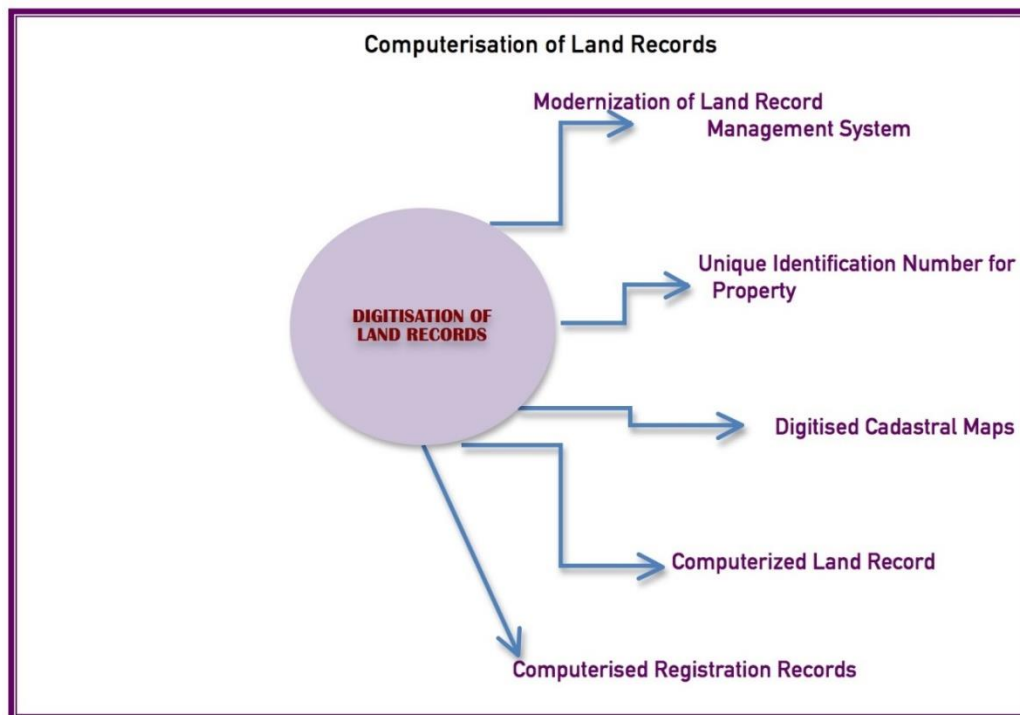 Computerisation of Land Records
Modernization of Land Record
Management System
Unique Identification Number for
Property
DIGITISATION OF
LAND RECORDS
Digitised Cadastral Maps
Computerized Land Record
Computerised Registration Records